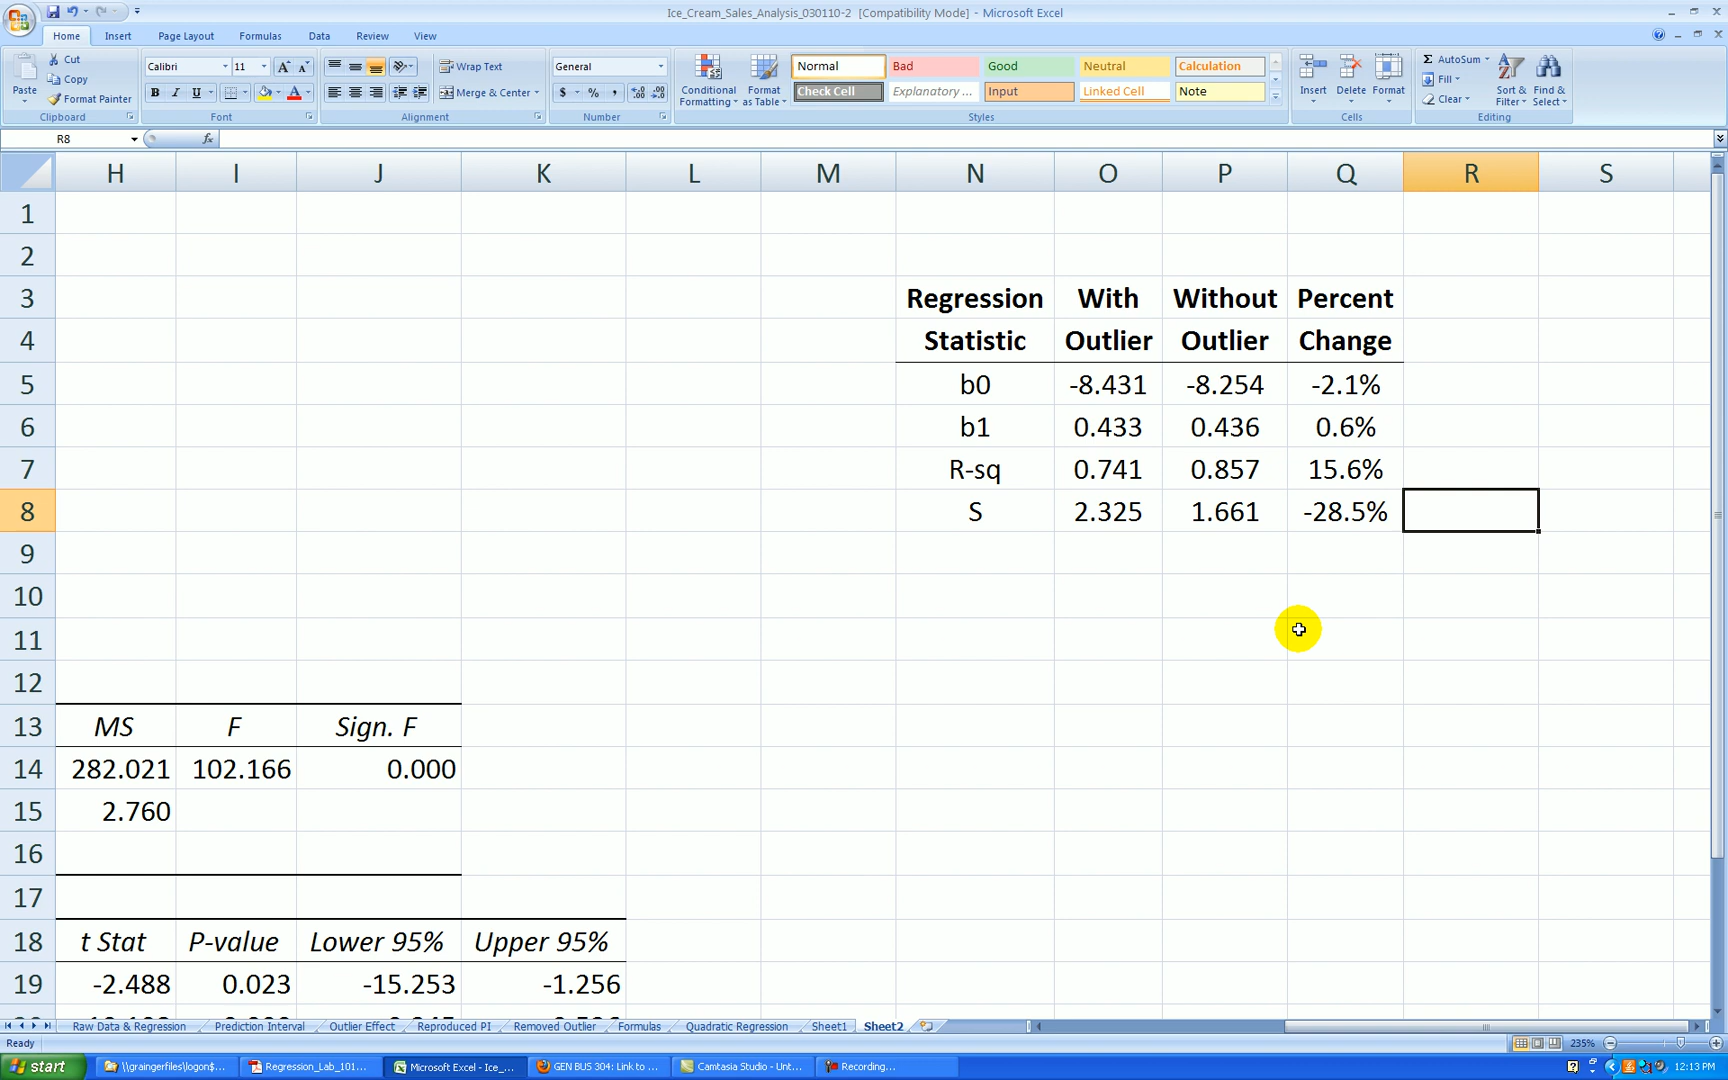 Ice_Cream_Sales_Analysis_030110-2 [Compatibility Mode] - Microsoft Excel
Home Insert Page Layout Formulas Data Review View
Paste
Cut
Copy
Format Painter
Clipboard
Calibri 11
B I U
Font
Wrap Text
Merge & Center
Alignment
General
$ % ,
Number
Conditional Formatting
Format as Table
Normal Bad Good Neutral Calculation
Check Cell Explanatory ... Input Linked Cell Note
Styles
Insert Delete Format
Cells
AutoSum
Fill
Clear
Sort & Filter
Find & Select
Editing
R8 fx
H I J K L M N O P Q R S
1
2
3 Regression With Without Percent
4 Statistic Outlier Outlier Change
5 b0 -8.431 -8.254 -2.1%
6 b1 0.433 0.436 0.6%
7 R-sq 0.741 0.857 15.6%
8 S 2.325 1.661 -28.5%
9
10
11
12
13 MS F Sign. F
14 282.021 102.166 0.000
15 2.760
16
17
18 t Stat P-value Lower 95% Upper 95%
19 -2.488 0.023 -15.253 -1.256
Raw Data & Regression Prediction Interval Outlier Effect Reproduced PI Removed Outlier Formulas Quadratic Regression Sheet1 Sheet2
Ready 235%
start \\graingerfiles\logon$... Regression_Lab_101... Microsoft Excel - Ice_... GEN BUS 304: Link to ... Camtasia Studio - Unt... Recording... 12:13 PM